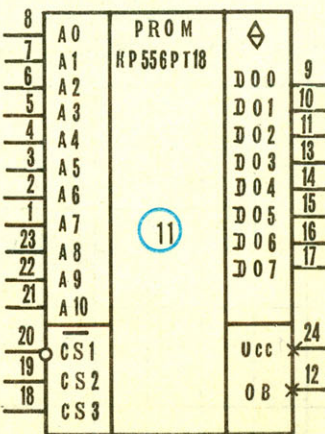 8 A0 PROM
7 A1 КР556РТ18
6 A2 D00 9
5 A3 D01 10
4 A4 D02 11
3 A5 D03 13
2 A6 D04 14
1 A7 11 D05 15
23 A8 D06 16
22 A9 D07 17
21 A10
20 CS1 Ucc 24
19 CS2 0B 12
18 CS3